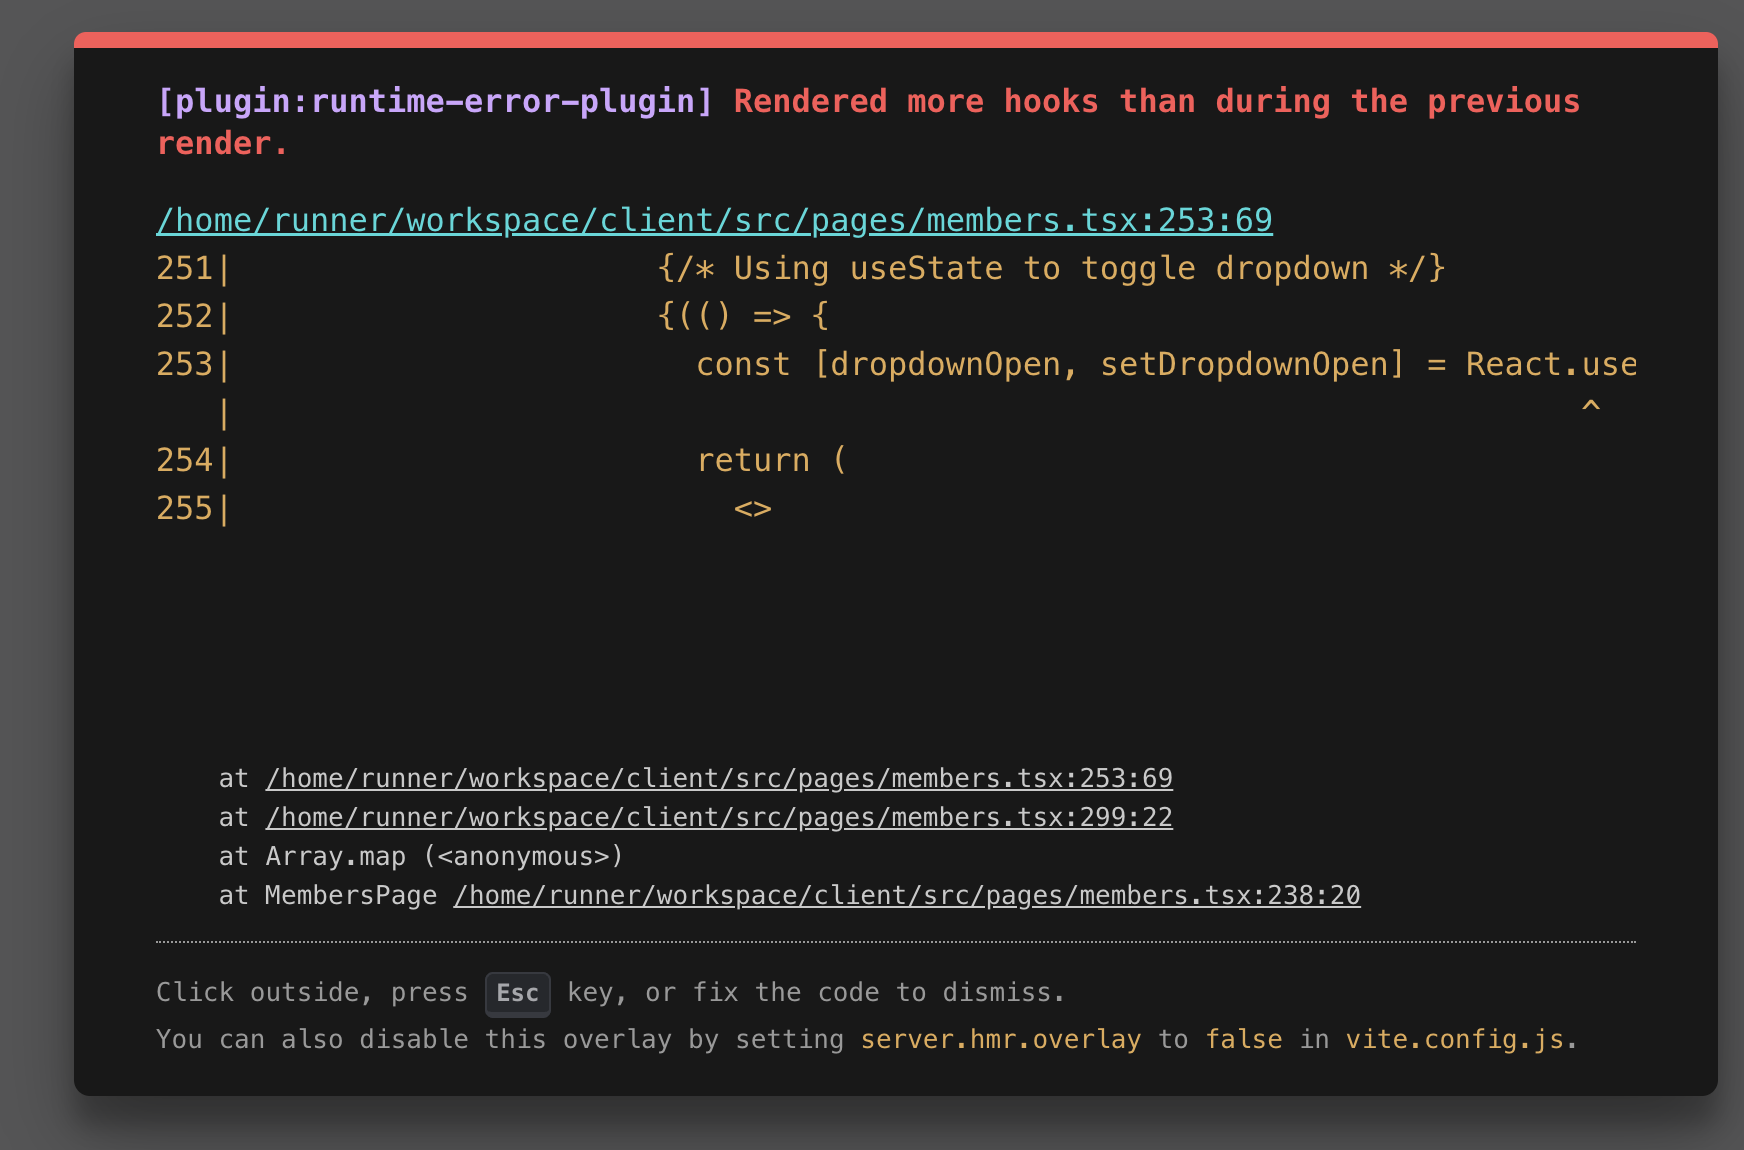 [plugin:runtime-error-plugin] Rendered more hooks than during the previous
render.
/home/runner/workspace/client/src/pages/members.tsx:253:69
251|                      {/* Using useState to toggle dropdown */}
252|                      {(() => {
253|                        const [dropdownOpen, setDropdownOpen] = React.use
   |                                                                      ^
254|                        return (
255|                          <>
at /home/runner/workspace/client/src/pages/members.tsx:253:69
at /home/runner/workspace/client/src/pages/members.tsx:299:22
at Array.map (<anonymous>)
at MembersPage /home/runner/workspace/client/src/pages/members.tsx:238:20
Click outside, press Esc key, or fix the code to dismiss.
You can also disable this overlay by setting server.hmr.overlay to false in vite.config.js.